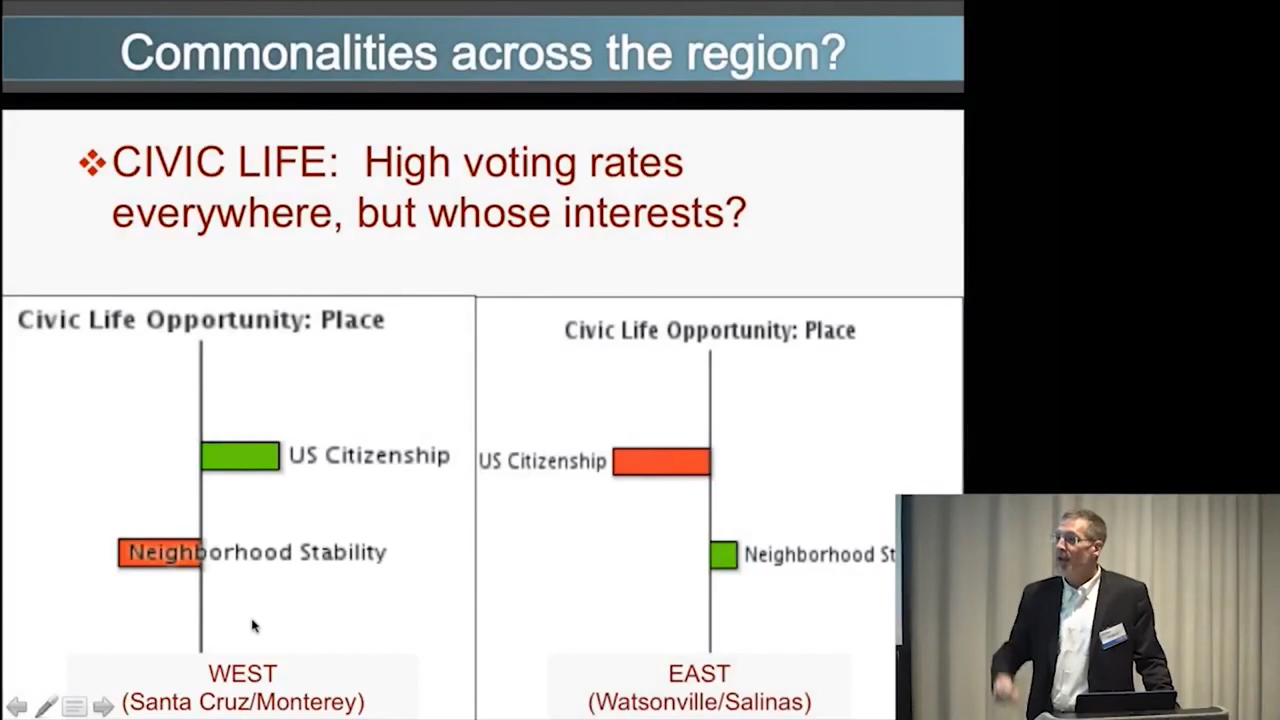 Commonalities across the region?
❖CIVIC LIFE: High voting rates
everywhere, but whose interests?
Civic Life Opportunity: Place
US Citizenship
Neighborhood Stability
WEST
(Santa Cruz/Monterey)
Civic Life Opportunity: Place
US Citizenship
Neighborhood St
EAST
(Watsonville/Salinas)